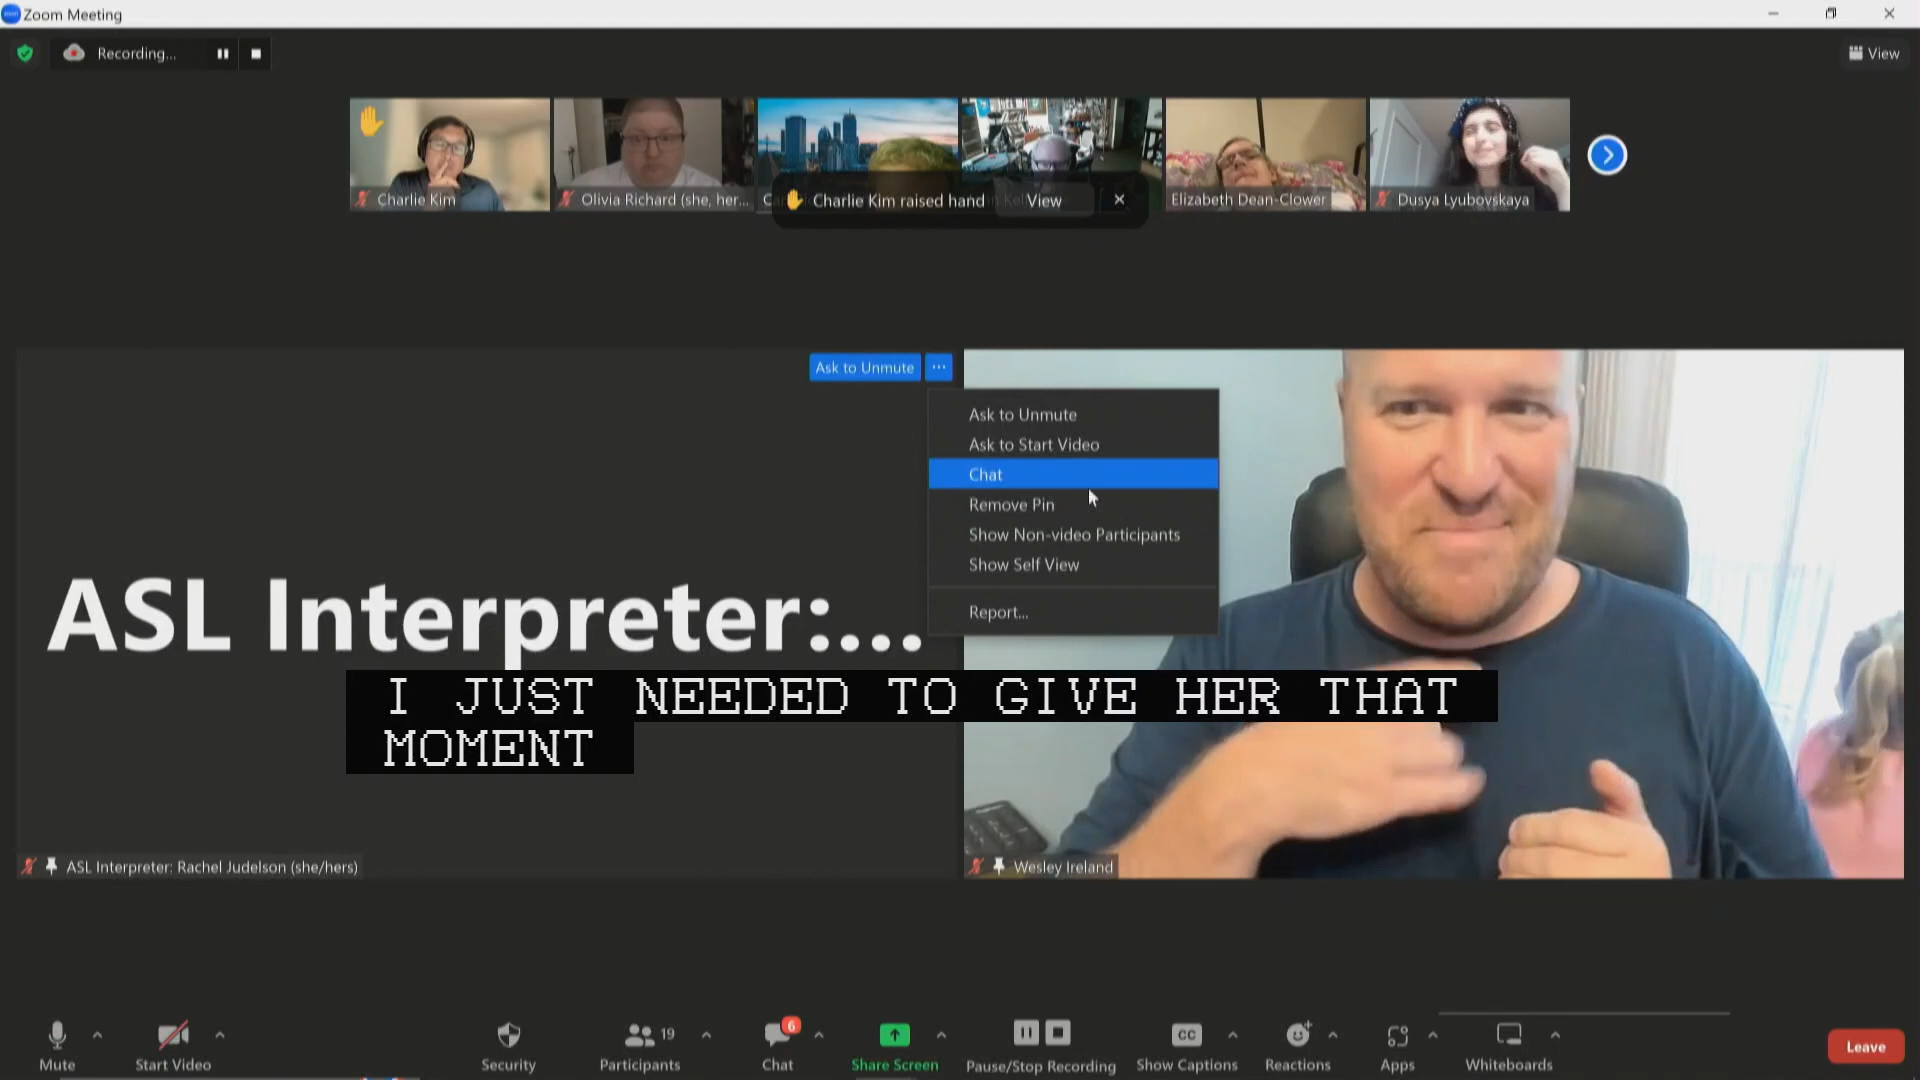 Zoom Meeting
Recording...
View
Charlie Kim
Olivia Richard (she, her...
Charlie Kim raised hand
View
Elizabeth Dean-Clower
Dusya Lyubovskaya
Ask to Unmute
...
Ask to Unmute
Ask to Start Video
Chat
Remove Pin
Show Non-video Participants
Show Self View
Report...
ASL Interpreter:...
I JUST NEEDED TO GIVE HER THAT
MOMENT
ASL Interpreter: Rachel Judelson (she/hers)
Wesley Ireland
19
6
CC
Mute
Start Video
Security
Participants
Chat
Share Screen
Pause/Stop Recording
Show Captions
Reactions
Apps
Whiteboards
Leave